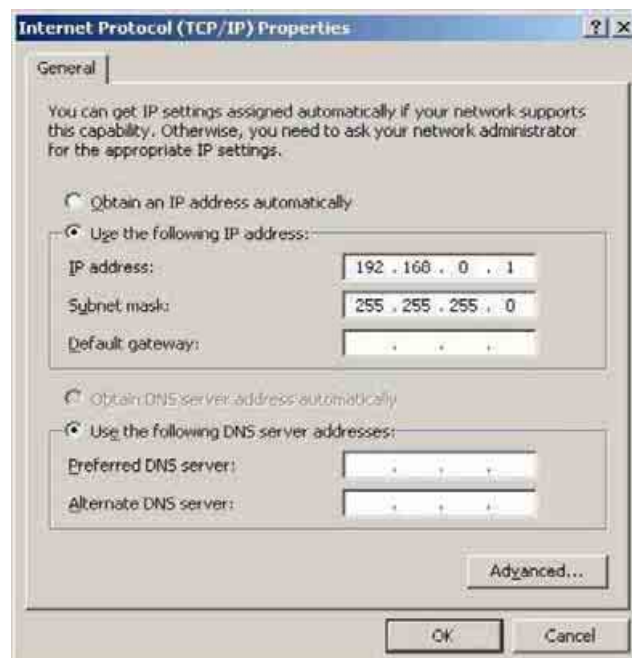 Internet Protocol (TCP/IP) Properties
General
You can get IP settings assigned automatically if your network supports
this capability. Otherwise, you need to ask your network administrator
for the appropriate IP settings.
Obtain an IP address automatically
Use the following IP address:
IP address: 192 . 168 . 0 . 1
Subnet mask: 255 . 255 . 255 . 0
Default gateway: . . .
Obtain DNS server address automatically
Use the following DNS server addresses:
Preferred DNS server: . . .
Alternate DNS server: . . .
Advanced...
OK Cancel